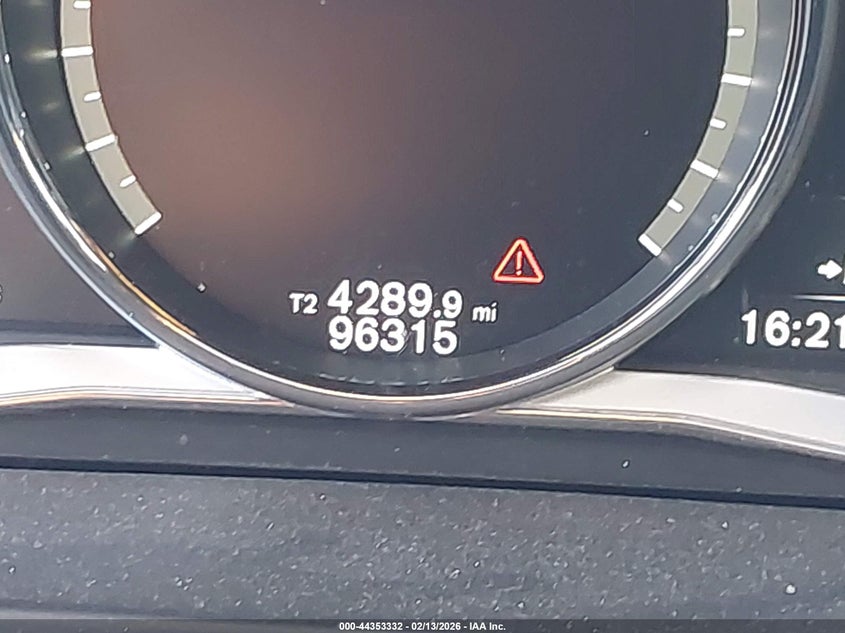 T2 4289.9 mi
96315
16:21
000-44353332 - 02/13/2026 - IAA Inc.